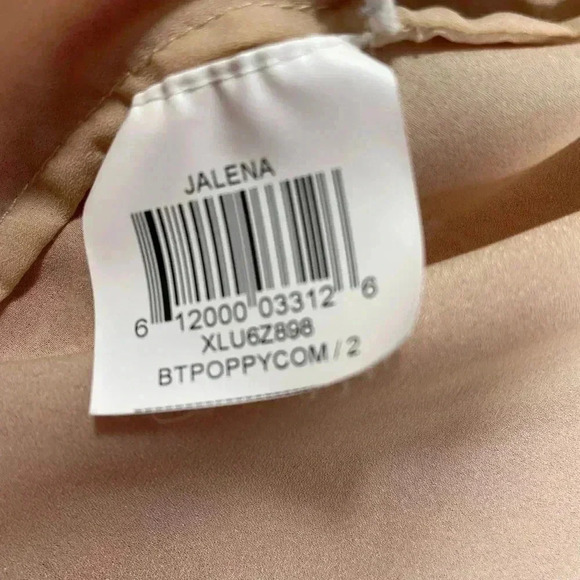 JALENA
6 12000 03312 6
XLU6Z898
BTPOPPYCOM / 2